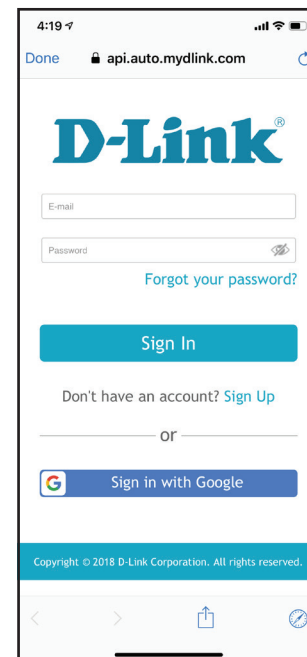 4:19
Done api.auto.mydlink.com
D-Link®
E-mail
Password
Forgot your password?
Sign In
Don't have an account? Sign Up
or
G Sign in with Google
Copyright © 2018 D-Link Corporation. All rights reserved.